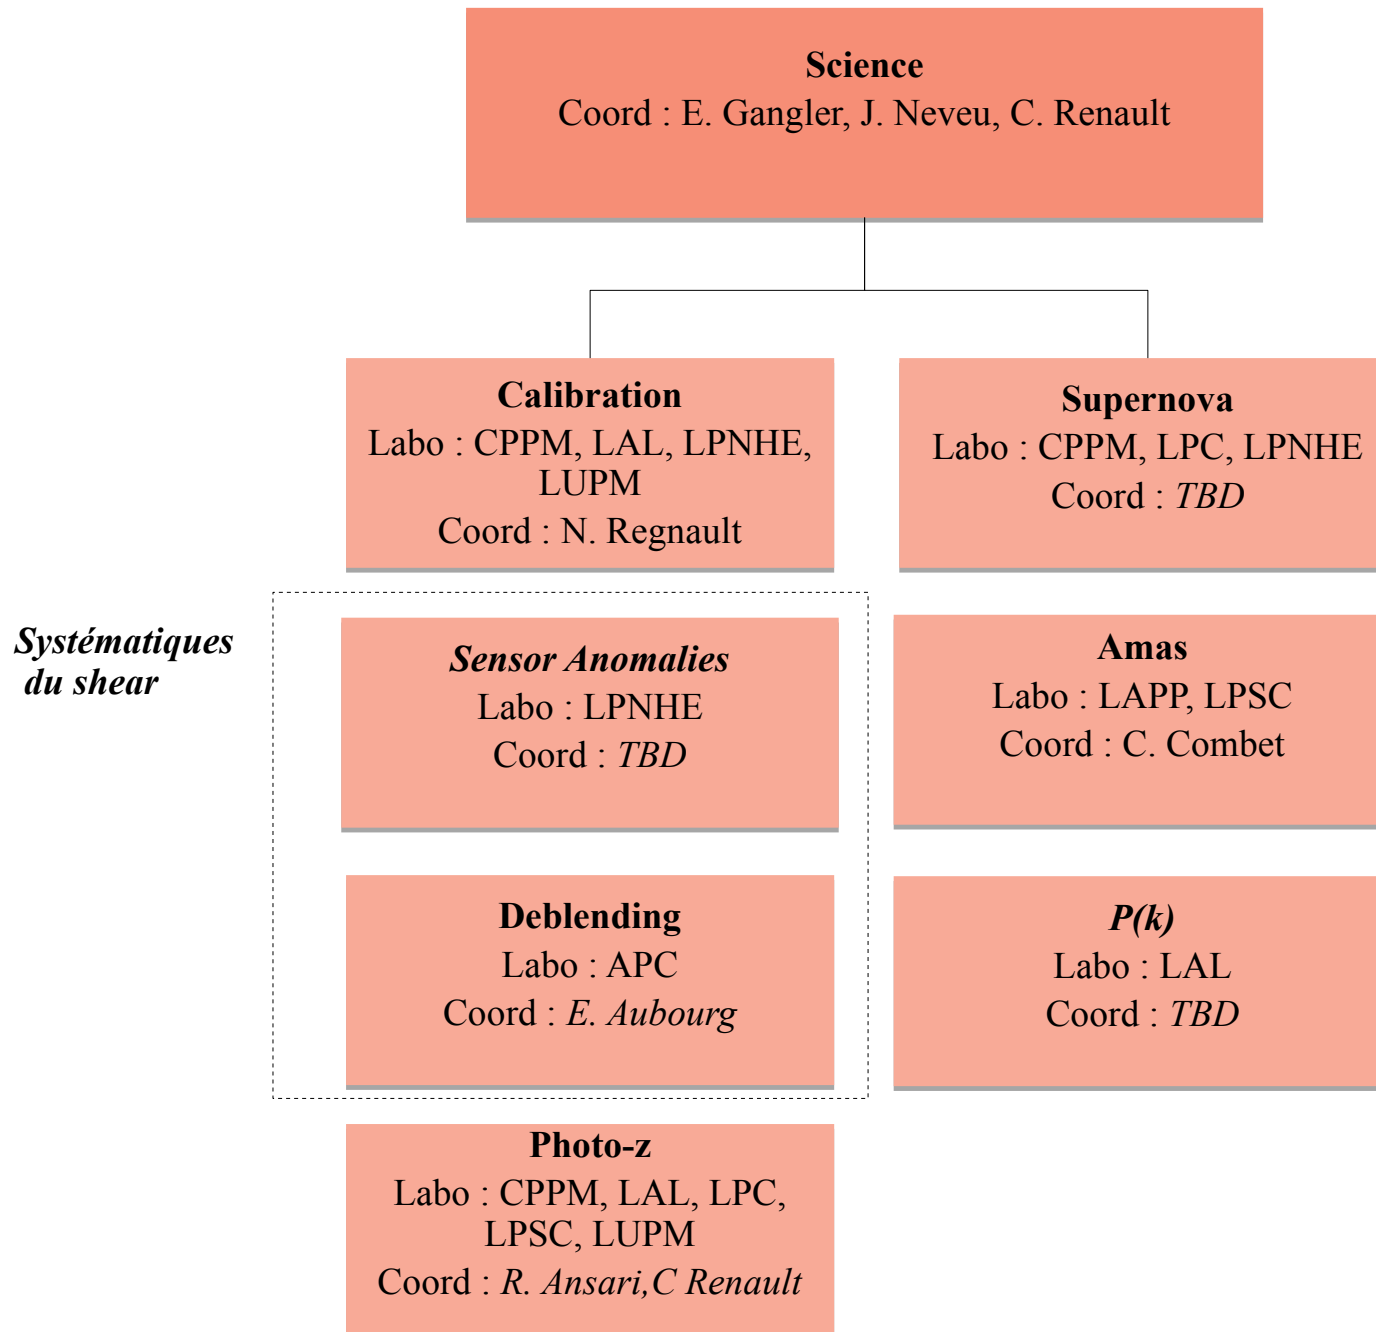 Science
Coord : E. Gangler, J. Neveu, C. Renault
Calibration
Labo : CPPM, LAL, LPNHE,
LUPM
Coord : N. Regnault
Supernova
Labo : CPPM, LPC, LPNHE
Coord : TBD
Systématiques
du shear
Sensor Anomalies
Labo : LPNHE
Coord : TBD
Amas
Labo : LAPP, LPSC
Coord : C. Combet
Deblending
Labo : APC
Coord : E. Aubourg
P(k)
Labo : LAL
Coord : TBD
Photo-z
Labo : CPPM, LAL, LPC,
LPSC, LUPM
Coord : R. Ansari,C Renault